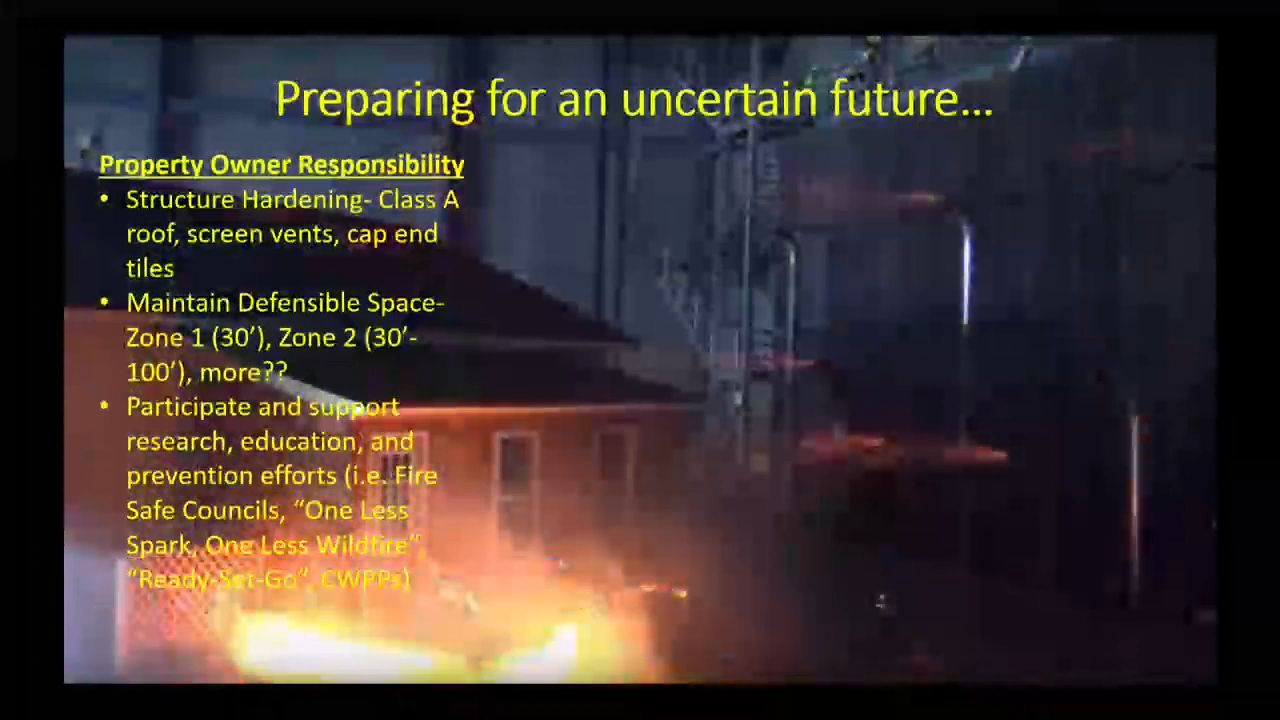 Preparing for an uncertain future...
Property Owner Responsibility
• Structure Hardening- Class A
roof, screen vents, cap end
tiles
• Maintain Defensible Space-
Zone 1 (30’), Zone 2 (30’-
100’), more??
• Participate and support
research, education, and
prevention efforts (i.e. Fire
Safe Councils, “One Less
Spark, One Less Wildfire”,
“Ready-Set-Go”, CWPPs)